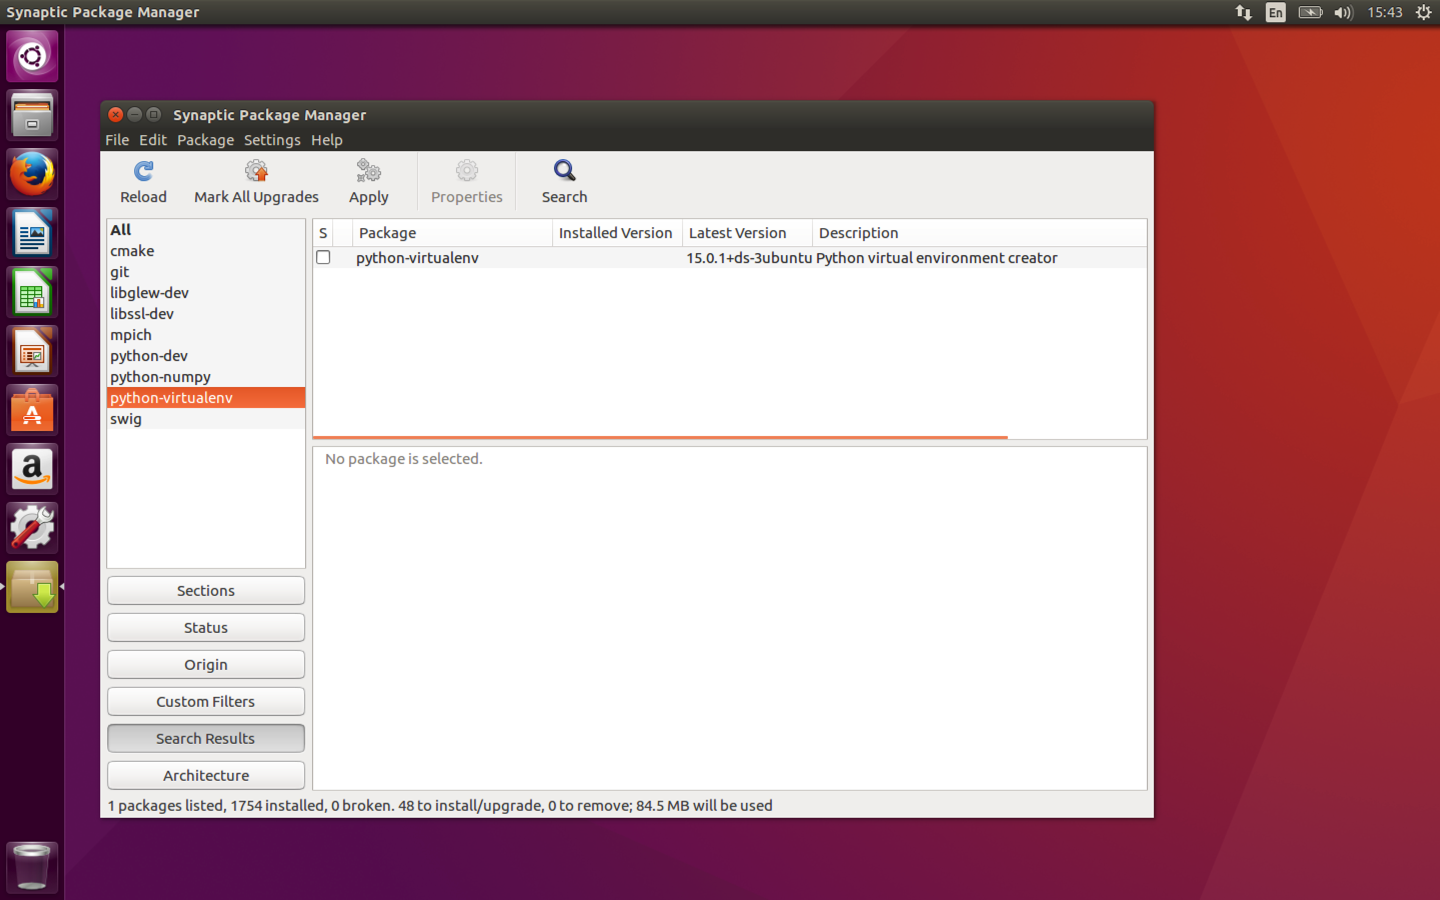 Synaptic Package Manager
En
15:43
Synaptic Package Manager
File Edit Package Settings Help
Reload
Mark All Upgrades
Apply
Properties
Search
All
cmake
git
libglew-dev
libssl-dev
mpich
python-dev
python-numpy
python-virtualenv
swig
S Package Installed Version Latest Version Description
python-virtualenv 15.0.1+ds-3ubuntu Python virtual environment creator
No package is selected.
Sections
Status
Origin
Custom Filters
Search Results
Architecture
1 packages listed, 1754 installed, 0 broken. 48 to install/upgrade, 0 to remove; 84.5 MB will be used